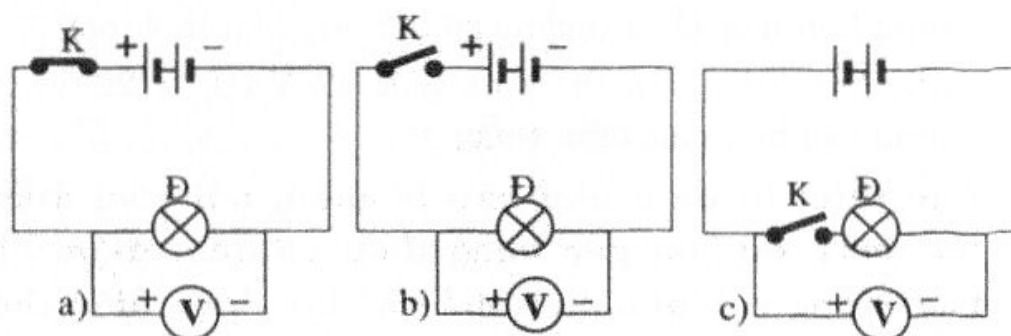 K + − K + −
Đ Đ K Đ
a) + V − b) + V − c) + V −